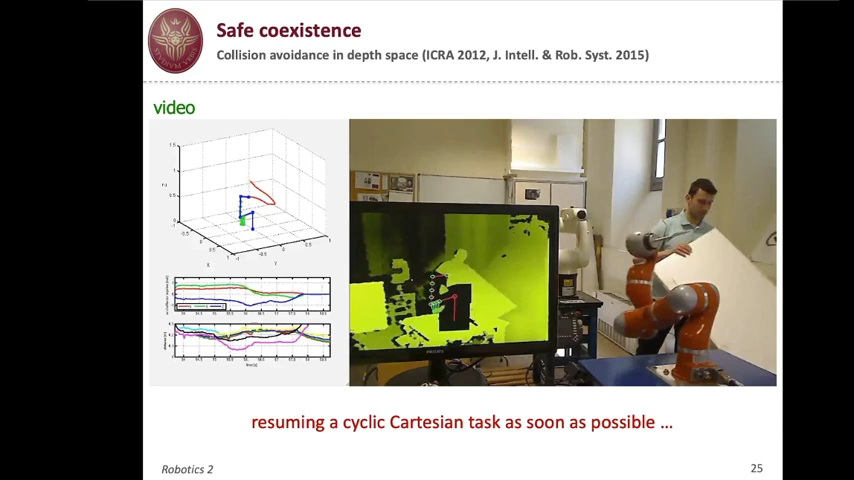 Safe coexistence
Collision avoidance in depth space (ICRA 2012, J. Intell. & Rob. Syst. 2015)
video
PHILIPS
resuming a cyclic Cartesian task as soon as possible ...
Robotics 2
25